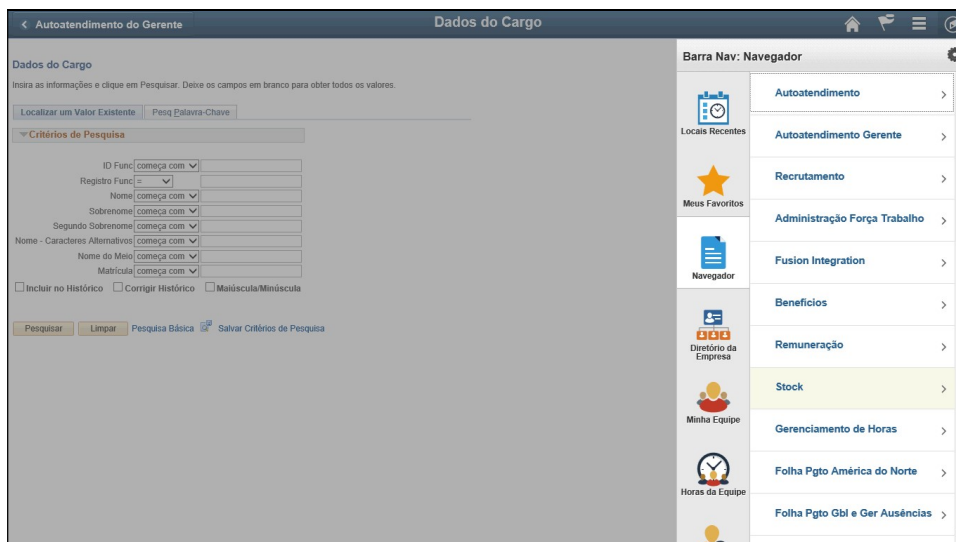 Autoatendimento do Gerente
Dados do Cargo
Dados do Cargo
Insira as informações e clique em Pesquisar. Deixe os campos em branco para obter todos os valores.
Localizar um Valor Existente
Pesq Palavra-Chave
Critérios de Pesquisa
ID Func começa com
Registro Func =
Nome começa com
Sobrenome começa com
Segundo Sobrenome começa com
Nome - Caracteres Alternativos começa com
Nome do Meio começa com
Matrícula começa com
Incluir no Histórico Corrigir Histórico Maiúscula/Minúscula
Pesquisar Limpar Pesquisa Básica Salvar Critérios de Pesquisa
Barra Nav: Navegador
Locais Recentes
Meus Favoritos
Navegador
Diretório da
Empresa
Minha Equipe
Horas da Equipe
Autoatendimento
Autoatendimento Gerente
Recrutamento
Administração Força Trabalho
Fusion Integration
Benefícios
Remuneração
Stock
Gerenciamento de Horas
Folha Pgto América do Norte
Folha Pgto Gbl e Ger Ausências